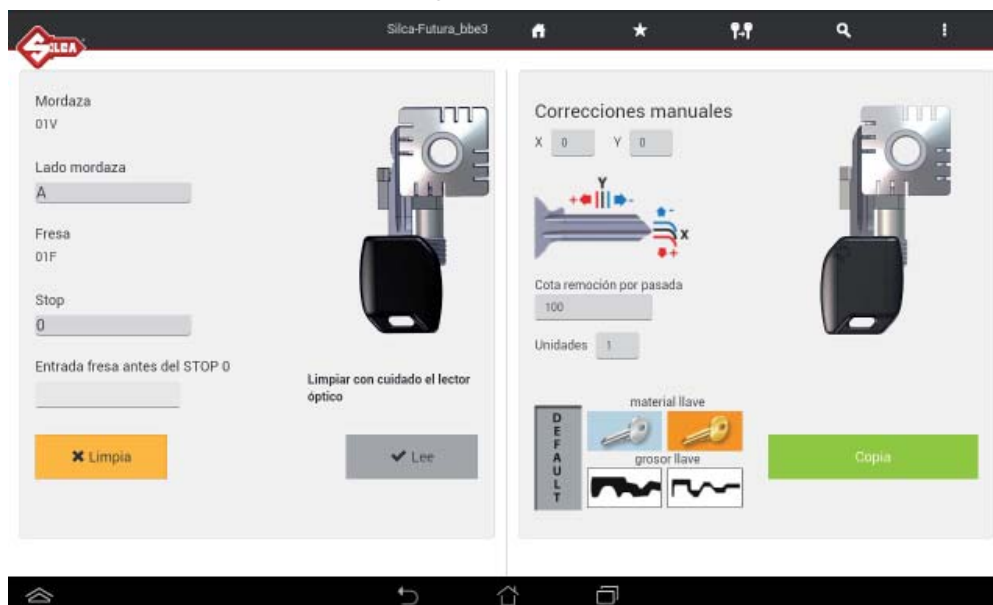 SILCA
Silca-Futura_bbe3
Mordaza
01V
Lado mordaza
A
Fresa
01F
Stop
0
Entrada fresa antes del STOP 0
Limpiar con cuidado el lector
óptico
Limpia
Lee
Correcciones manuales
X 0 Y 0
Y
+ -
-
X
+
Cota remoción por pasada
100
Unidades 1
DEFAULT
material llave
grosor llave
Copia